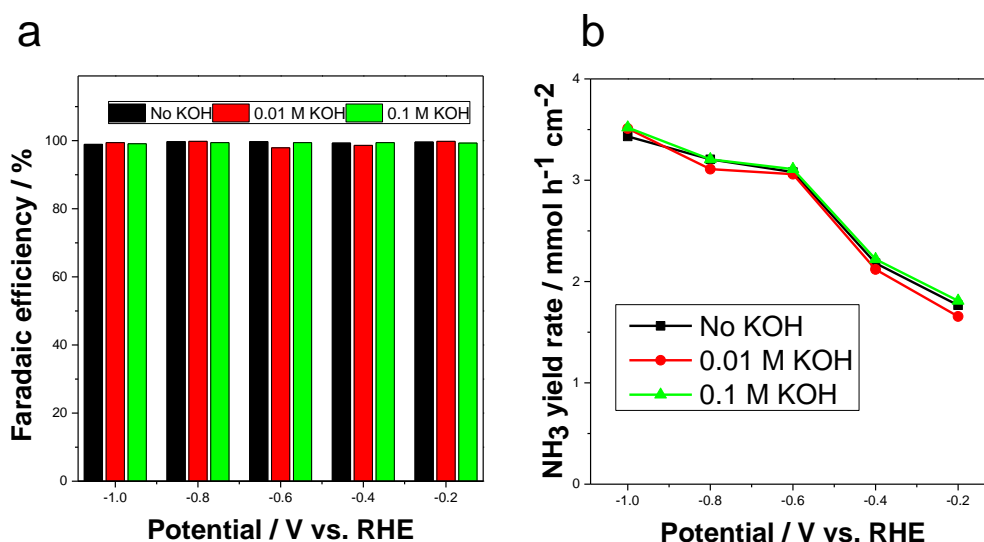 a
Faradaic efficiency / %
100
80
60
40
20
0
No KOH
0.01 M KOH
0.1 M KOH
-1.0
-0.8
-0.6
-0.4
-0.2
Potential / V vs. RHE
b
NH3 yield rate / mmol h⁻¹ cm⁻²
4
3
2
1
0
No KOH
0.01 M KOH
0.1 M KOH
-1.0
-0.8
-0.6
-0.4
-0.2
Potential / V vs. RHE